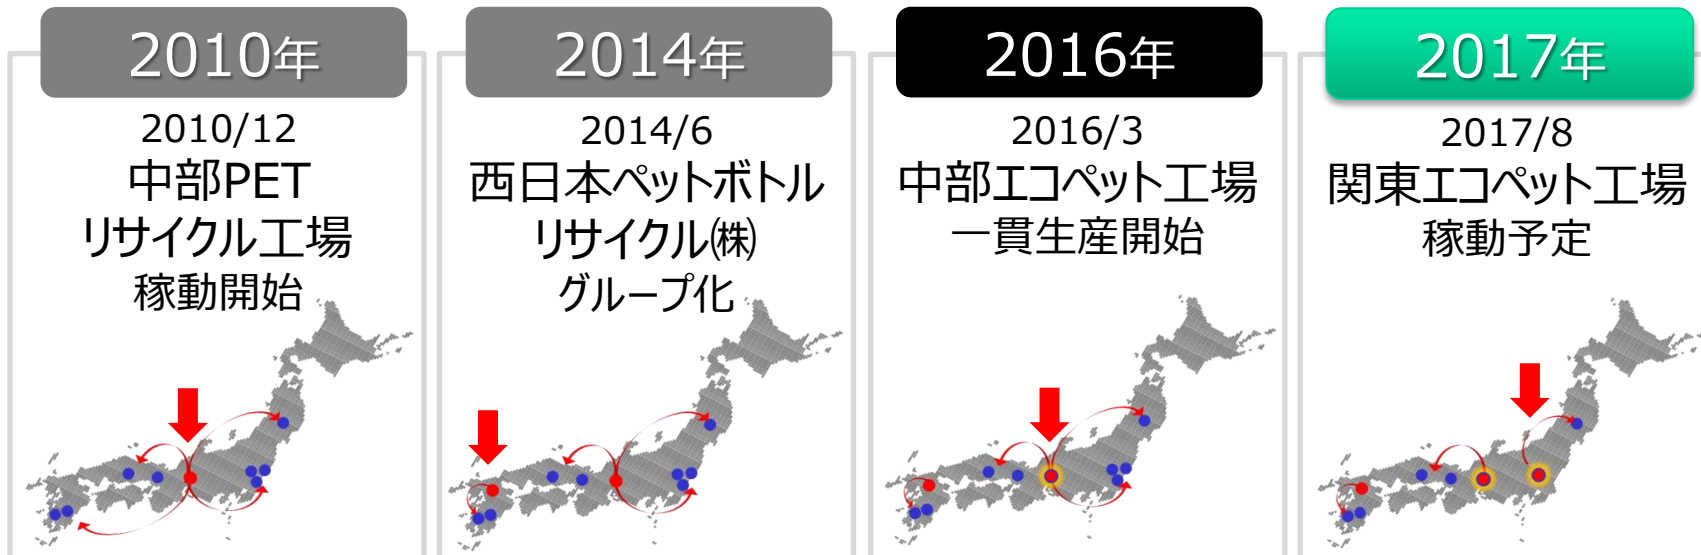 2010年
2010/12
中部PET
リサイクル工場
稼動開始
2014年
2014/6
西日本ペットボトル
リサイクル㈱
グループ化
2016年
2016/3
中部エコペット工場
一貫生産開始
2017年
2017/8
関東エコペット工場
稼動予定